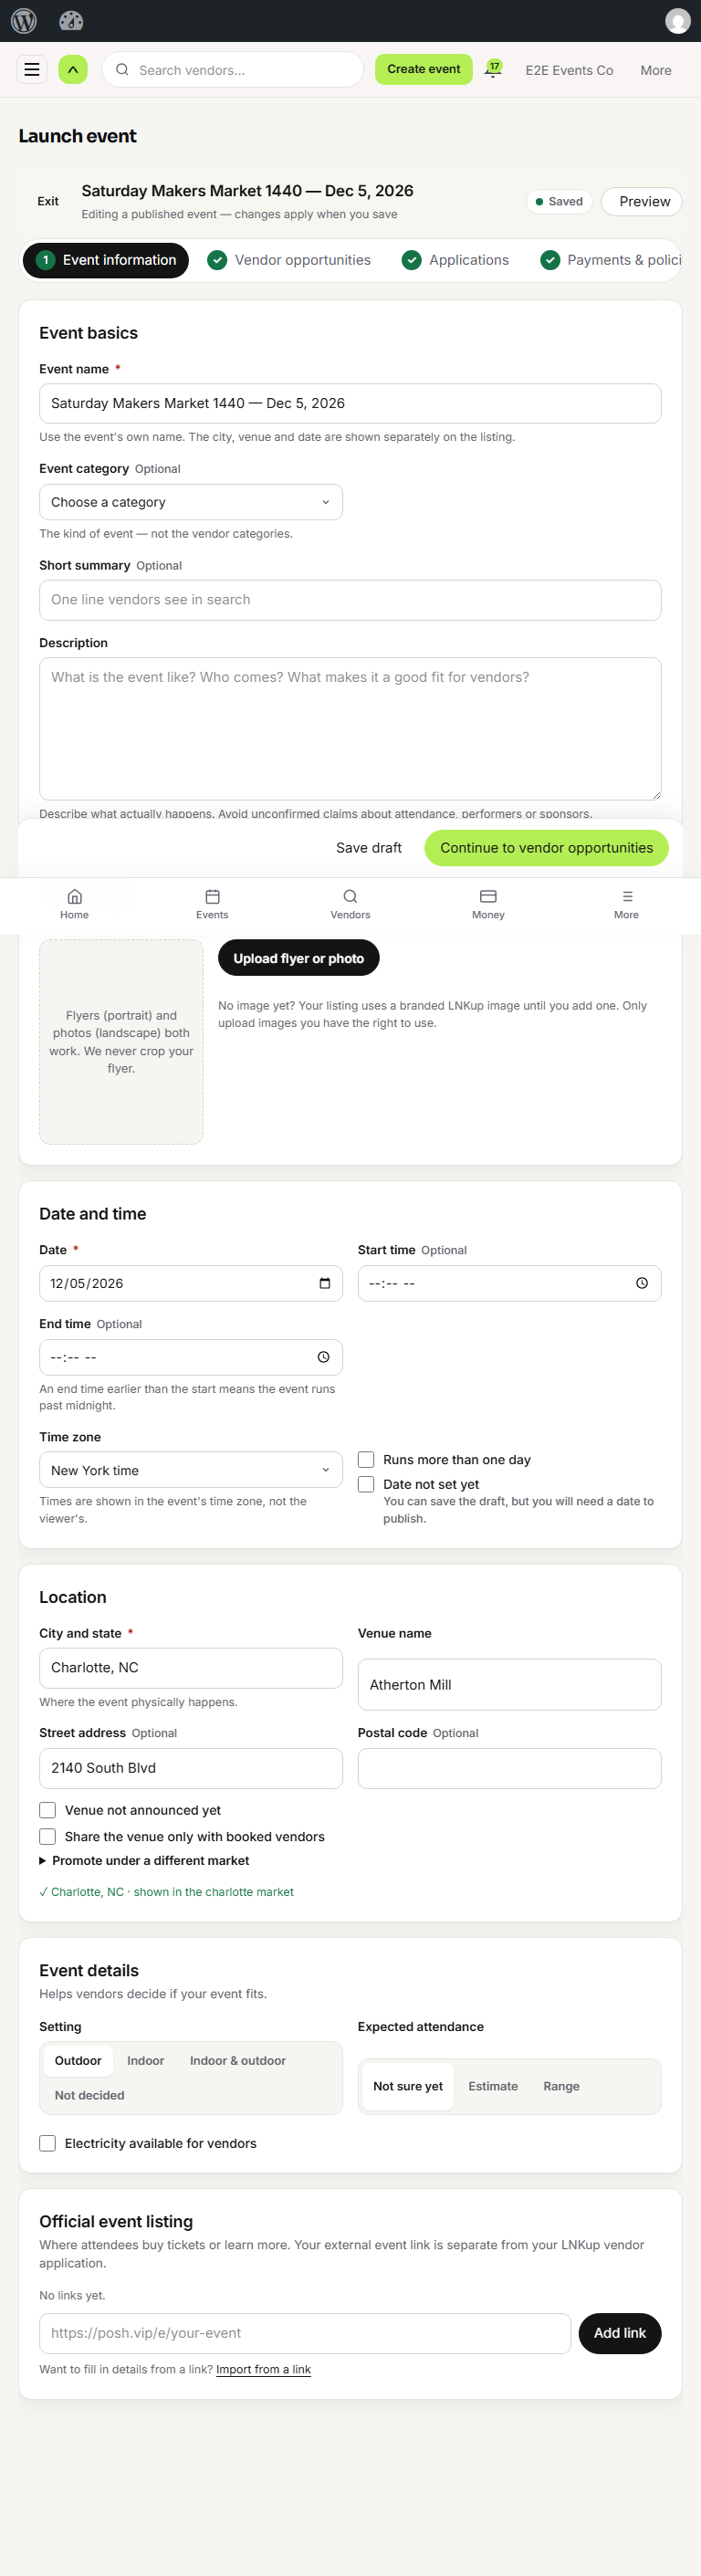 Search vendors...
Create event
17
E2E Events Co
More
Launch event
Exit
Saturday Makers Market 1440 — Dec 5, 2026
Editing a published event — changes apply when you save
Saved
Preview
1 Event information
Vendor opportunities
Applications
Payments & polici
Event basics
Event name *
Saturday Makers Market 1440 — Dec 5, 2026
Use the event's own name. The city, venue and date are shown separately on the listing.
Event category Optional
Choose a category
The kind of event — not the vendor categories.
Short summary Optional
One line vendors see in search
Description
What is the event like? Who comes? What makes it a good fit for vendors?
Describe what actually happens. Avoid unconfirmed claims about attendance, performers or sponsors.
Save draft
Continue to vendor opportunities
Home
Events
Vendors
Money
More
Flyers (portrait) and
photos (landscape) both
work. We never crop your
flyer.
Upload flyer or photo
No image yet? Your listing uses a branded LNKup image until you add one. Only
upload images you have the right to use.
Date and time
Date *
Start time Optional
12/05/2026
--:-- --
End time Optional
--:-- --
An end time earlier than the start means the event runs
past midnight.
Time zone
New York time
Times are shown in the event's time zone, not the
viewer's.
Runs more than one day
Date not set yet
You can save the draft, but you will need a date to
publish.
Location
City and state *
Venue name
Charlotte, NC
Atherton Mill
Where the event physically happens.
Street address Optional
Postal code Optional
2140 South Blvd
Venue not announced yet
Share the venue only with booked vendors
Promote under a different market
✓ Charlotte, NC · shown in the charlotte market
Event details
Helps vendors decide if your event fits.
Setting
Expected attendance
Outdoor
Indoor
Indoor & outdoor
Not decided
Not sure yet
Estimate
Range
Electricity available for vendors
Official event listing
Where attendees buy tickets or learn more. Your external event link is separate from your LNKup vendor
application.
No links yet.
https://posh.vip/e/your-event
Add link
Want to fill in details from a link? Import from a link